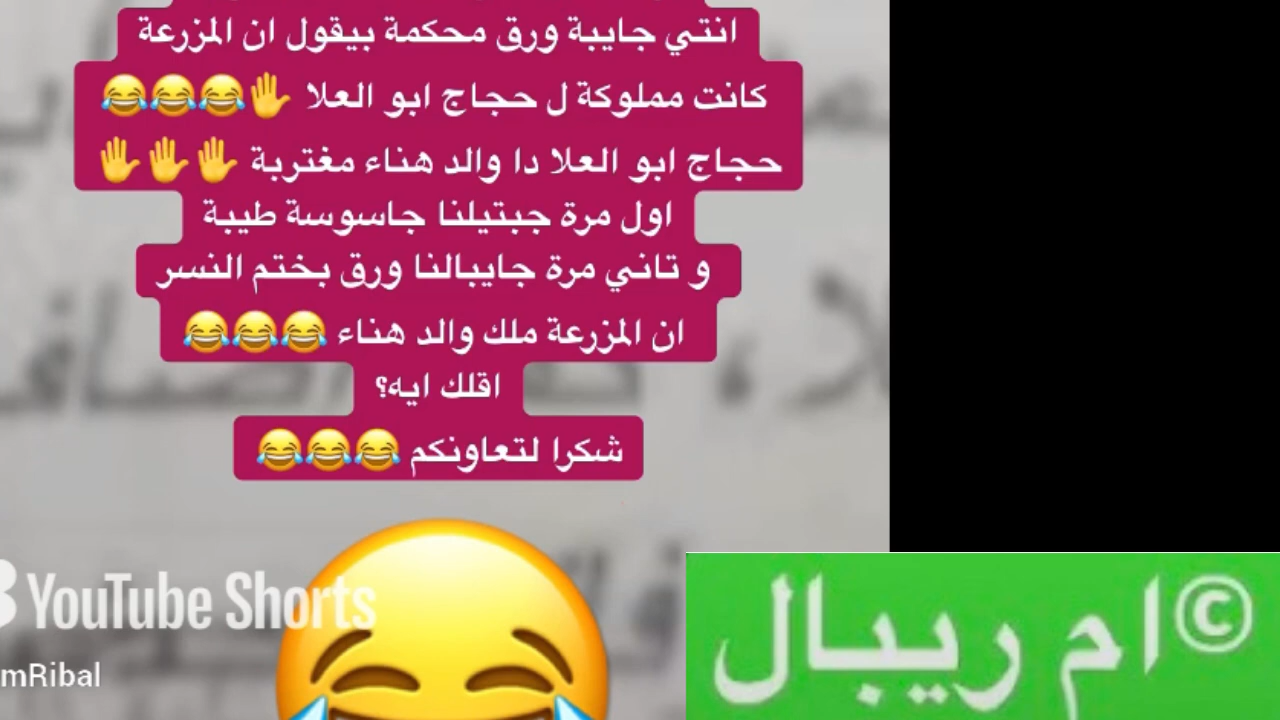 انتي جايبة ورق محكمة بيقول ان المزرعة
كانت مملوكة ل حجاج ابو العلا ✋😂😂😂
حجاج ابو العلا دا والد هناء مغتربة ✋✋✋
اول مرة جبتيلنا جاسوسة طيبة
و تاني مرة جايبالنا ورق بختم النسر
ان المزرعة ملك والد هناء 😂😂😂
اقلك ايه؟
شكرا لتعاونكم 😂😂😂
YouTube Shorts
mRibal
©ام ريبال